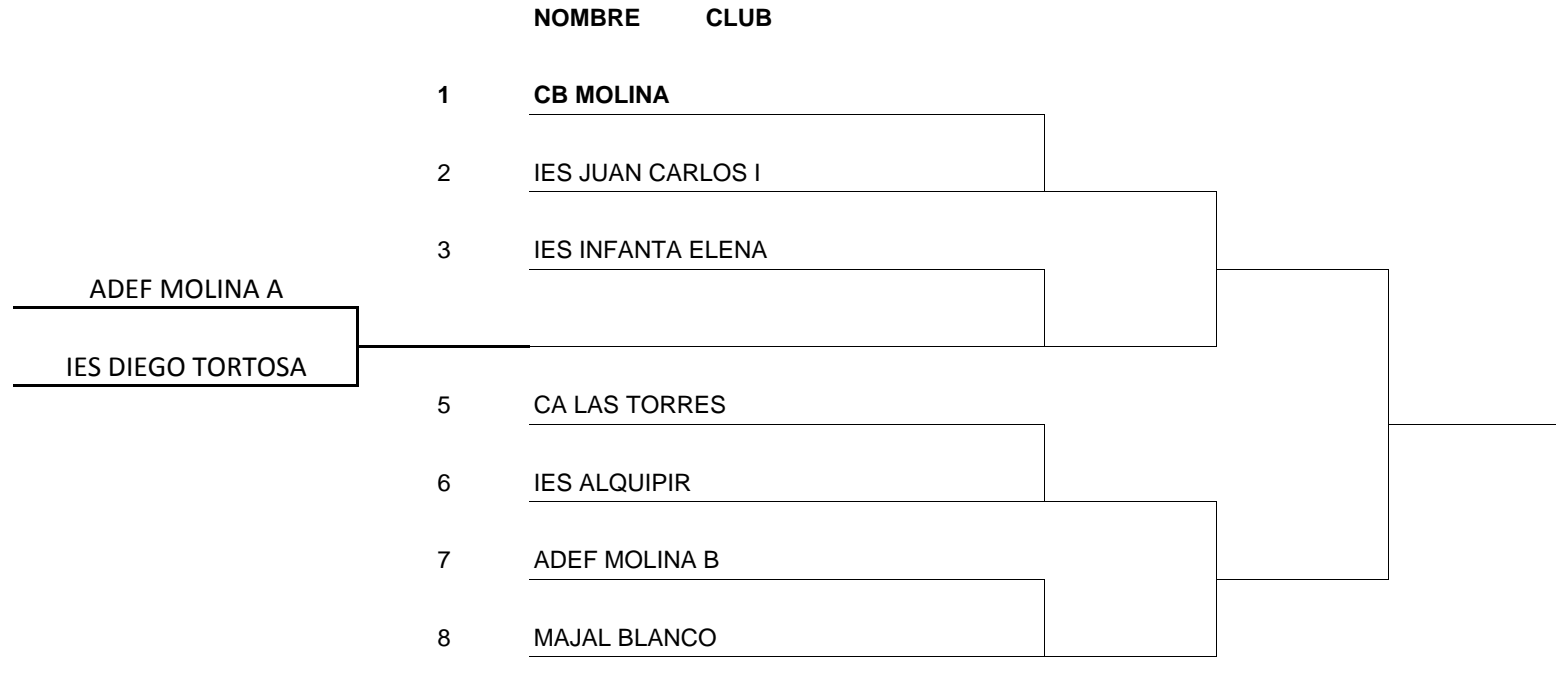 NOMBRE CLUB
1 CB MOLINA
2 IES JUAN CARLOS I
3 IES INFANTA ELENA
ADEF MOLINA A
IES DIEGO TORTOSA
5 CA LAS TORRES
6 IES ALQUIPIR
7 ADEF MOLINA B
8 MAJAL BLANCO